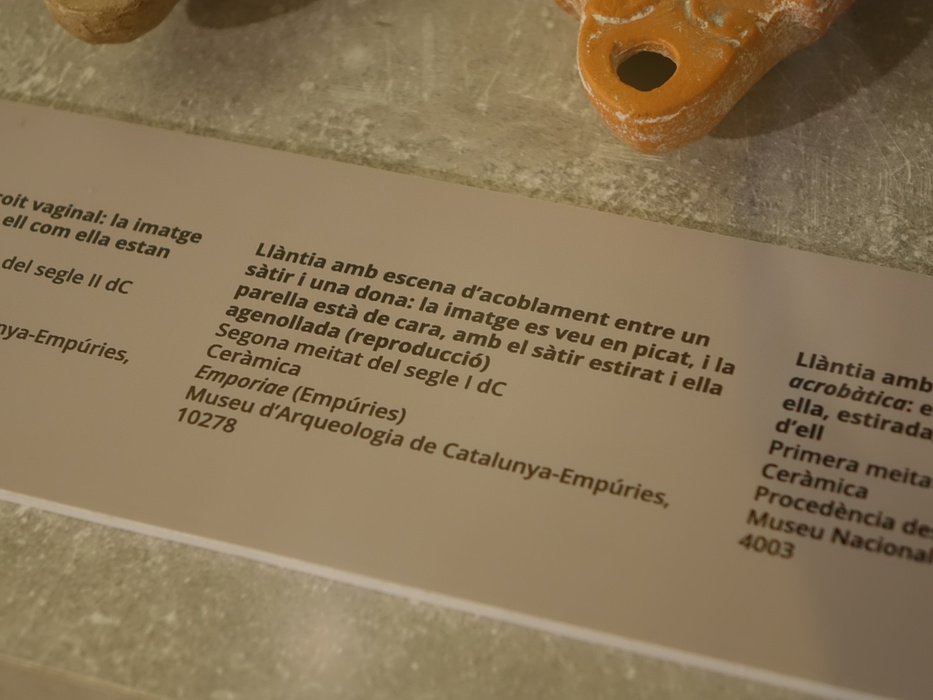 roit vaginal: la imatge
ell com ella estan
del segle II dC
nya-Empúries,
Llàntia amb escena d'acoblament entre un
sàtir i una dona: la imatge es veu en picat, i la
parella està de cara, amb el sàtir estirat i ella
agenollada (reproducció)
Segona meitat del segle I dC
Ceràmica
Emporiae (Empúries)
Museu d'Arqueologia de Catalunya-Empúries,
10278
Llàntia amb
acrobàtica: e
ella, estirada
d'ell
Primera meita
Ceràmica
Procedència de
Museu Nacional
4003